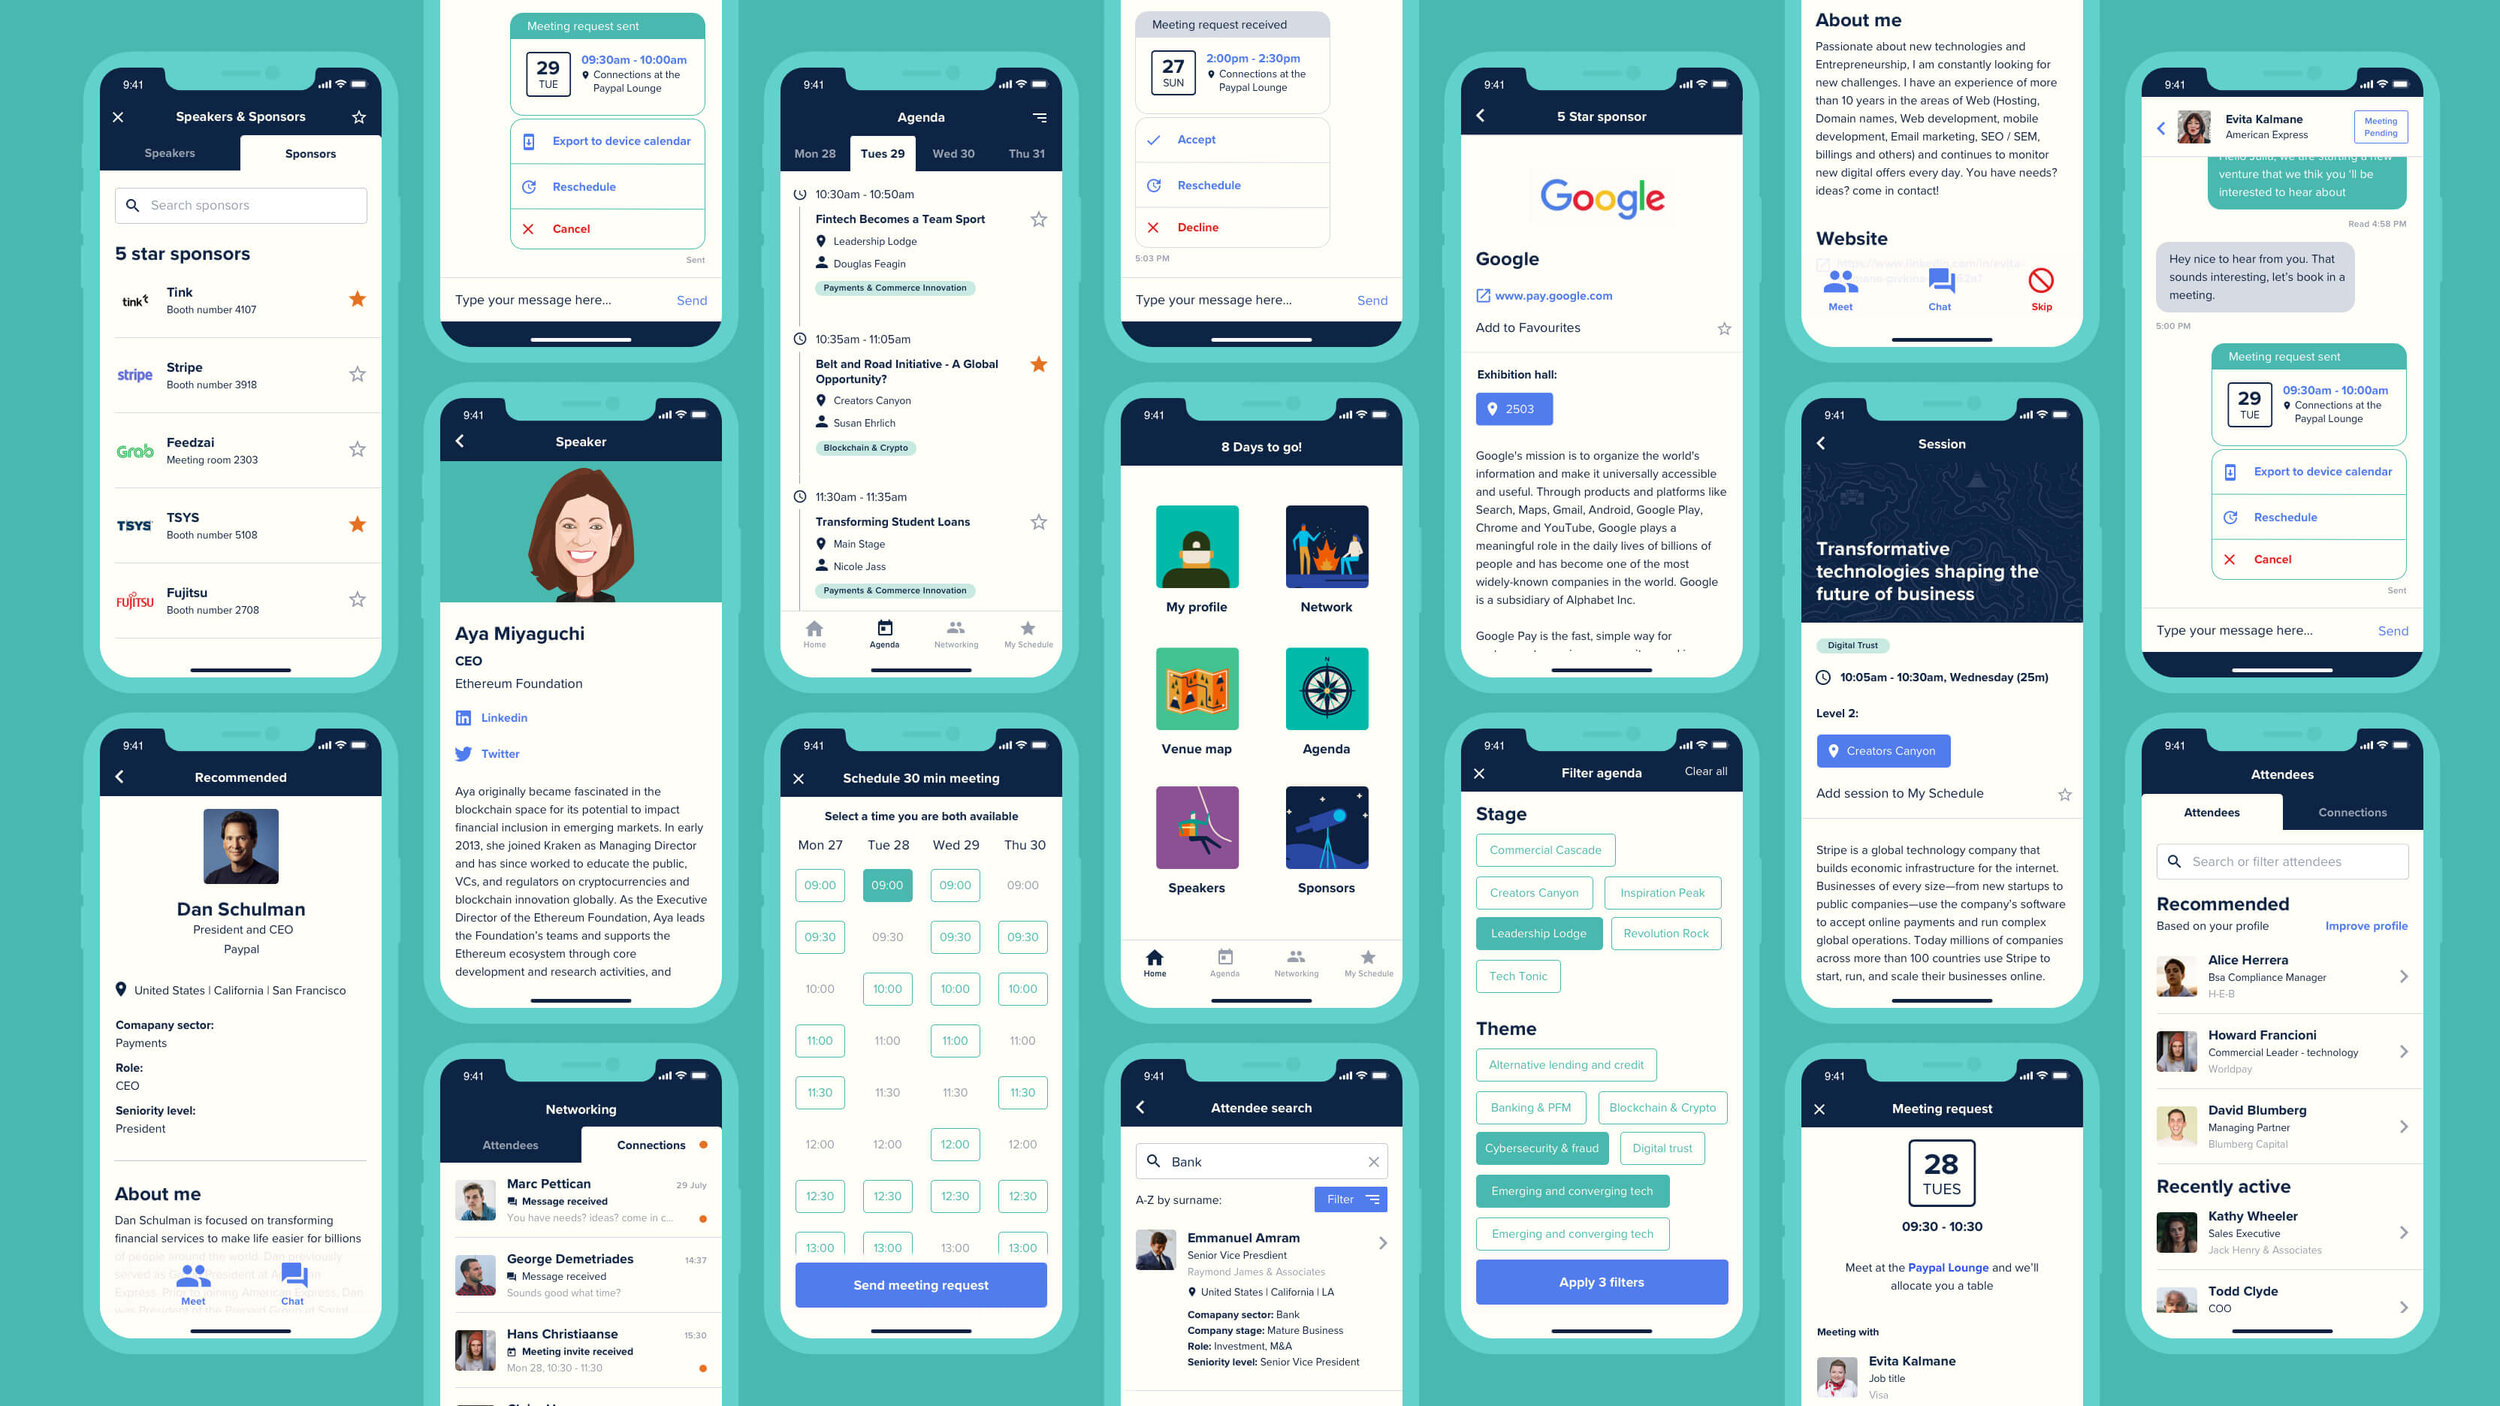 9:41
Speakers & Sponsors
Speakers
Sponsors
Search sponsors
5 star sponsors
tink
Tink
Booth number 4107
stripe
Stripe
Booth number 3918
Grab
Feedzai
Meeting room 2303
TSYS
TSYS
Booth number 5108
FUJITSU
Fujitsu
Booth number 2708
9:41
Recommended
Dan Schulman
President and CEO
Paypal
United States | California | San Francisco
Comapany sector:
Payments
Role:
CEO
Seniority level:
President
About me
Dan Schulman is focused on transforming
financial services to make life easier for billions
of people around the world. Dan previously
served as President at
Express. Prior to joining American Express, Dan
was President of the Prepaid Group at Sprint
Meet
Chat
Meeting request sent
29
TUE
09:30am - 10:00am
Connections at the
Paypal Lounge
Export to device calendar
Reschedule
Cancel
Sent
Type your message here...
Send
9:41
Speaker
Aya Miyaguchi
CEO
Ethereum Foundation
Linkedin
Twitter
Aya originally became fascinated in the
blockchain space for its potential to impact
financial inclusion in emerging markets. In early
2013, she joined Kraken as Managing Director
and has since worked to educate the public,
VCs, and regulators on cryptocurrencies and
blockchain innovation globally. As the Executive
Director of the Ethereum Foundation, Aya leads
the Foundation's teams and supports the
Ethereum ecosystem through core
development and research activities, and
9:41
Networking
Attendees
Connections
Marc Pettican
29 July
Message received
You have needs? ideas? come in c...
George Demetriades
14:37
Message received
Sounds good what time?
Hans Christiaanse
15:30
Meeting invite received
Mon 28, 10:30 - 11:30
9:41
Agenda
Mon 28
Tues 29
Wed 30
Thu 31
10:30am - 10:50am
Fintech Becomes a Team Sport
Leadership Lodge
Douglas Feagin
Payments & Commerce Innovation
10:35am - 11:05am
Belt and Road Initiative - A Global
Opportunity?
Creators Canyon
Susan Ehrlich
Blockchain & Crypto
11:30am - 11:35am
Transforming Student Loans
Main Stage
Nicole Jass
Payments & Commerce Innovation
Home
Agenda
Networking
My Schedule
9:41
Schedule 30 min meeting
Select a time you are both available
Mon 27 Tue 28 Wed 29 Thu 30
09:00 09:00 09:00 09:00
09:30 09:30 09:30 09:30
10:00 10:00 10:00 10:00
11:00 11:00 11:00 11:00
11:30 11:30 11:30 11:30
12:00 12:00 12:00 12:00
12:30 12:30 12:30 12:30
13:00 13:00 13:00 13:00
Send meeting request
Meeting request received
27
SUN
2:00pm - 2:30pm
Connections at the
Paypal Lounge
Accept
Reschedule
Decline
5:03 PM
Type your message here...
Send
9:41
8 Days to go!
My profile
Network
N
Venue map
Agenda
Speakers
Sponsors
Home
Agenda
Networking
My Schedule
9:41
Attendee search
Bank
A-Z by surname:
Filter
Emmanuel Amram
Senior Vice Presdient
Raymond James & Associates
United States | California | LA
Comapany sector: Bank
Company stage: Mature Business
Role: Investment, M&A
Seniority level: Senior Vice President
9:41
5 Star sponsor
Google
Google
www.pay.google.com
Add to Favourites
Exhibition hall:
2503
Google's mission is to organize the world's
information and make it universally accessible
and useful. Through products and platforms like
Search, Maps, Gmail, Android, Google Play,
Chrome and YouTube, Google plays a
meaningful role in the daily lives of billions of
people and has become one of the most
widely-known companies in the world. Google
is a subsidiary of Alphabet Inc.
Google Pay is the fast, simple way for
9:41
Filter agenda
Clear all
Stage
Commercial Cascade
Creators Canyon
Inspiration Peak
Leadership Lodge
Revolution Rock
Tech Tonic
Theme
Alternative lending and credit
Banking & PFM
Blockchain & Crypto
Cybersecurity & fraud
Digital trust
Emerging and converging tech
Emerging and converging tech
Apply 3 filters
About me
Passionate about new technologies and
Entrepreneurship, I am constantly looking for
new challenges. I have an experience of more
than 10 years in the areas of Web (Hosting,
Domain names, Web development, mobile
development, Email marketing, SEO / SEM,
billings and others) and continues to monitor
new digital offers every day. You have needs?
ideas? come in contact!
Website
https://www.linkedin.com/in/evita-
Meet
Chat
Skip
9:41
Session
Transformative
technologies shaping the
future of business
Digital Trust
10:05am - 10:30am, Wednesday (25m)
Level 2:
Creators Canyon
Add session to My Schedule
Stripe is a global technology company that
builds economic infrastructure for the internet.
Businesses of every size—from new startups to
public companies—use the company's software
to accept online payments and run complex
global operations. Today millions of companies
across more than 100 countries use Stripe to
start, run, and scale their businesses online.
9:41
Meeting request
28
TUES
09:30 - 10:30
Meet at the Paypal Lounge and we'll
allocate you a table
Meeting with
Evita Kalmane
Job title
Visa
9:41
Evita Kalmane
American Express
Meeting
Pending
Hello Julia, we are starting a new
venture that we thik you 'll be
interested to hear about
Read 4:58 PM
Hey nice to hear from you. That
sounds interesting, let's book in a
meeting.
5:00 PM
Meeting request sent
29
TUE
09:30am - 10:00am
Connections at the
Paypal Lounge
Export to device calendar
Reschedule
Cancel
Sent
Type your message here...
Send
9:41
Attendees
Attendees
Connections
Search or filter attendees
Recommended
Based on your profile
Improve profile
Alice Herrera
Bsa Compliance Manager
H-E-B
Howard Francioni
Commercial Leader - technology
Worldpay
David Blumberg
Managing Partner
Blumberg Capital
Recently active
Kathy Wheeler
Sales Executive
Jack Henry & Associates
Todd Clyde
COO